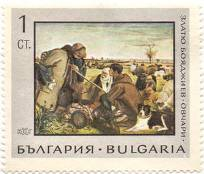 1
СТ.
ЗЛАТЮ БОЯДЖИЕВ·ОВЧАРИ·
БЪЛГАРИЯ·BULGARIA